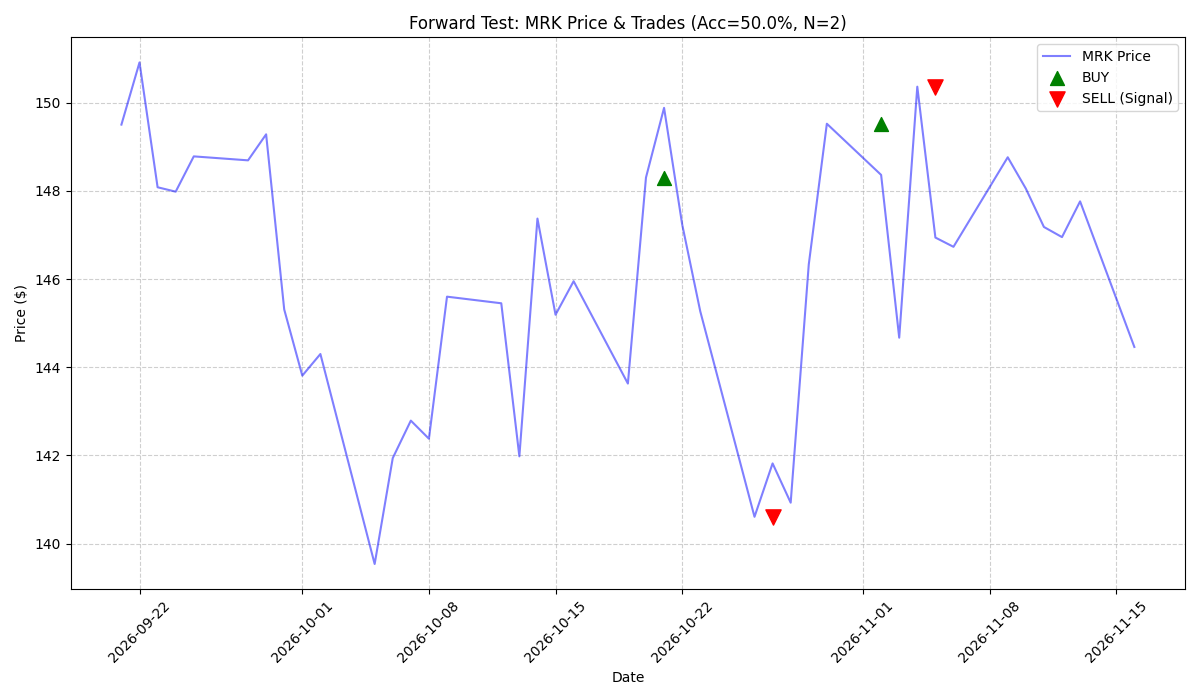 Forward Test: MRK Price & Trades (Acc=50.0%, N=2)
MRK Price
BUY
SELL (Signal)
Price ($)
150
148
146
144
142
140
2026-09-22
2026-10-01
2026-10-08
2026-10-15
2026-10-22
2026-11-01
2026-11-08
2026-11-15
Date